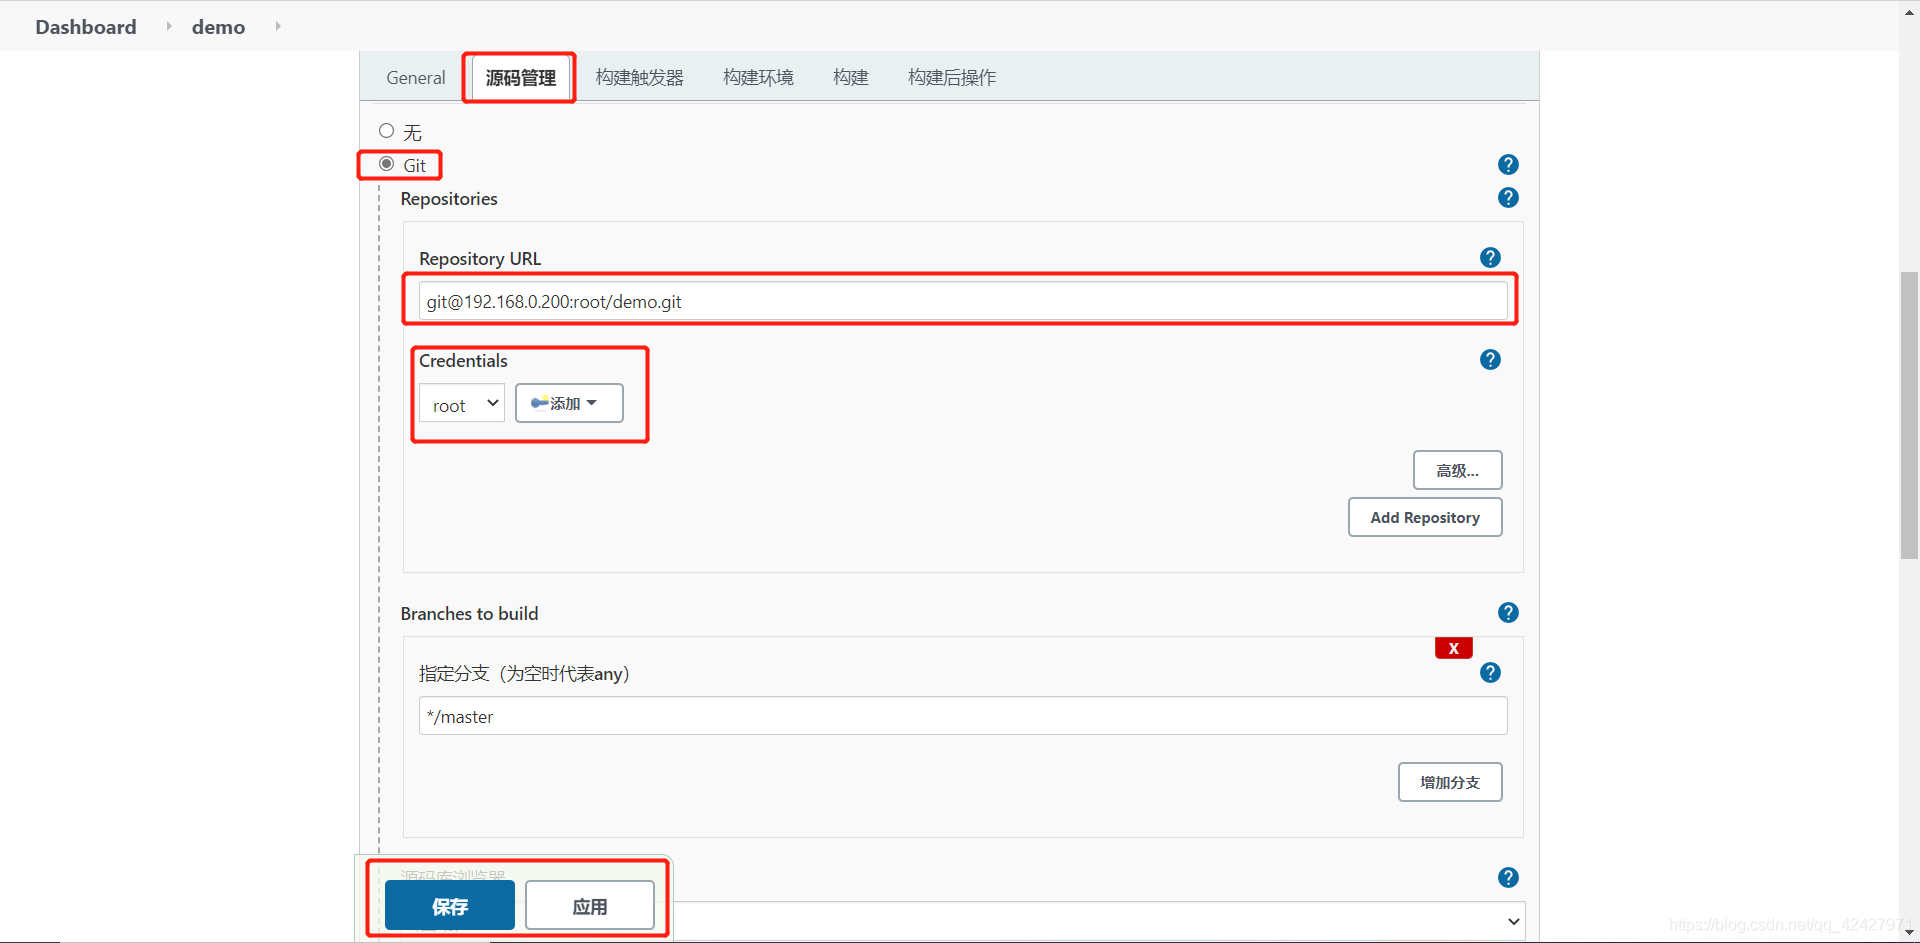 Dashboard demo
General 源码管理 构建触发器 构建环境 构建 构建后操作
无
Git
Repositories
Repository URL
git@192.168.0.200:root/demo.git
Credentials
root 添加
高级...
Add Repository
Branches to build
X
指定分支（为空时代表any）
*/master
增加分支
源码库浏览器
保存 应用
https://blog.csdn.net/qq_42427971